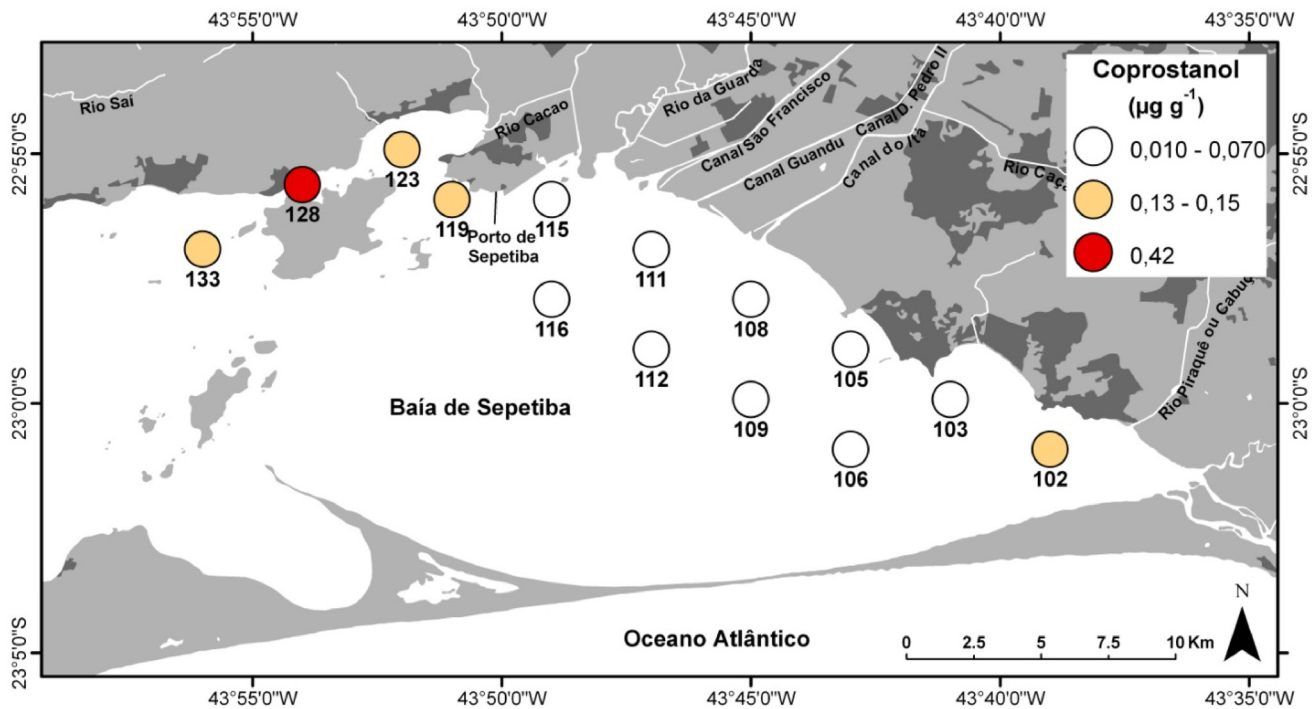 43°55'0"W
43°50'0"W
43°45'0"W
43°40'0"W
43°35'0"W
22°55'0"S
23°0'0"S
23°5'0"S
22°55'0"S
23°0'0"S
23°5'0"S
Rio Saí
Rio Cacao
Rio da Guarda
Canal São Francisco
Canal D. Pedro II
Canal Guandu
Canal do Itá
Rio Piraquê ou Cabuçu
Coprostanol
(µg g⁻¹)
0,010 - 0,070
0,13 - 0,15
0,42
123
128
119
115
Porto de
Sepetiba
133
111
116
108
112
105
Baía de Sepetiba
109
103
106
102
Oceano Atlântico
N
0 2.5 5 7.5 10 Km
43°55'0"W
43°50'0"W
43°45'0"W
43°40'0"W
43°35'0"W